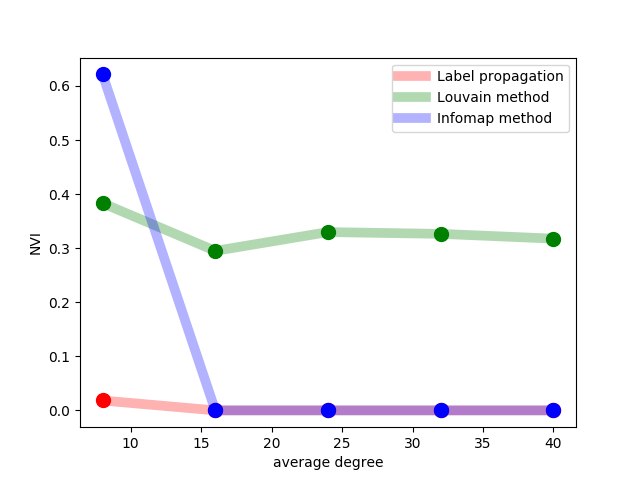 Label propagation
Louvain method
Infomap method
NVI
0.6
0.5
0.4
0.3
0.2
0.1
0.0
10 15 20 25 30 35 40
average degree